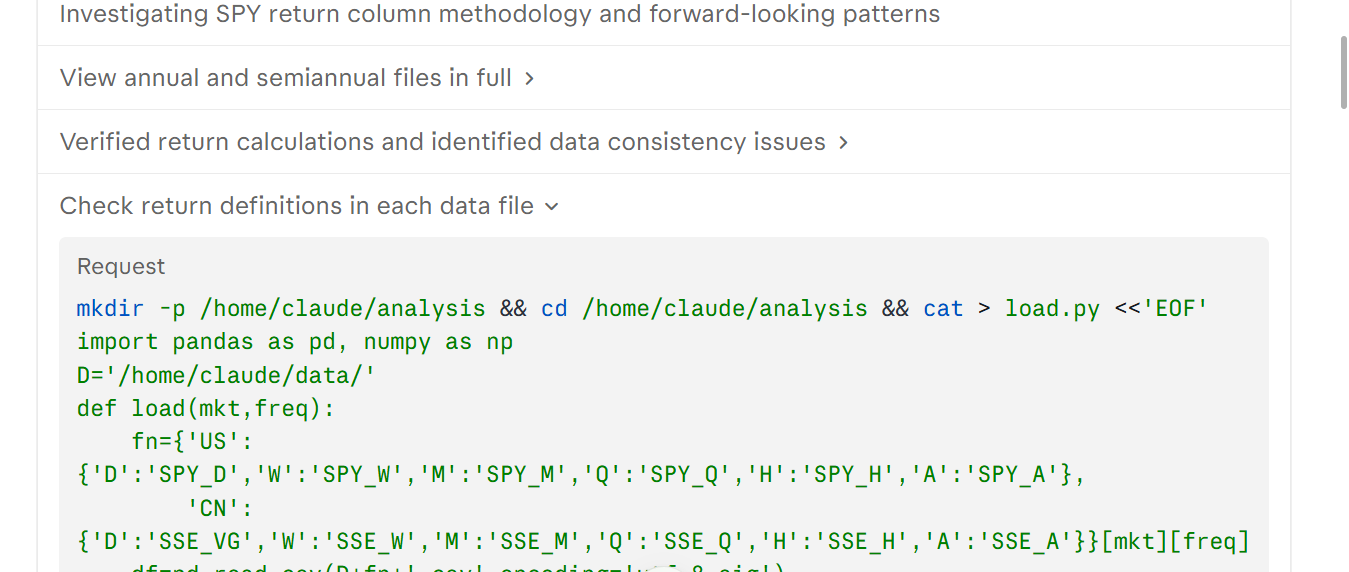 Investigating SPY return column methodology and forward-looking patterns
View annual and semiannual files in full
Verified return calculations and identified data consistency issues
Check return definitions in each data file
Request
mkdir -p /home/claude/analysis && cd /home/claude/analysis && cat > load.py <<'EOF'
import pandas as pd, numpy as np
D='/home/claude/data/'
def load(mkt,freq):
    fn={'US':
{'D':'SPY_D','W':'SPY_W','M':'SPY_M','Q':'SPY_Q','H':'SPY_H','A':'SPY_A'},
        'CN':
{'D':'SSE_VG','W':'SSE_W','M':'SSE_M','Q':'SSE_Q','H':'SSE_H','A':'SSE_A'}}[mkt][freq]